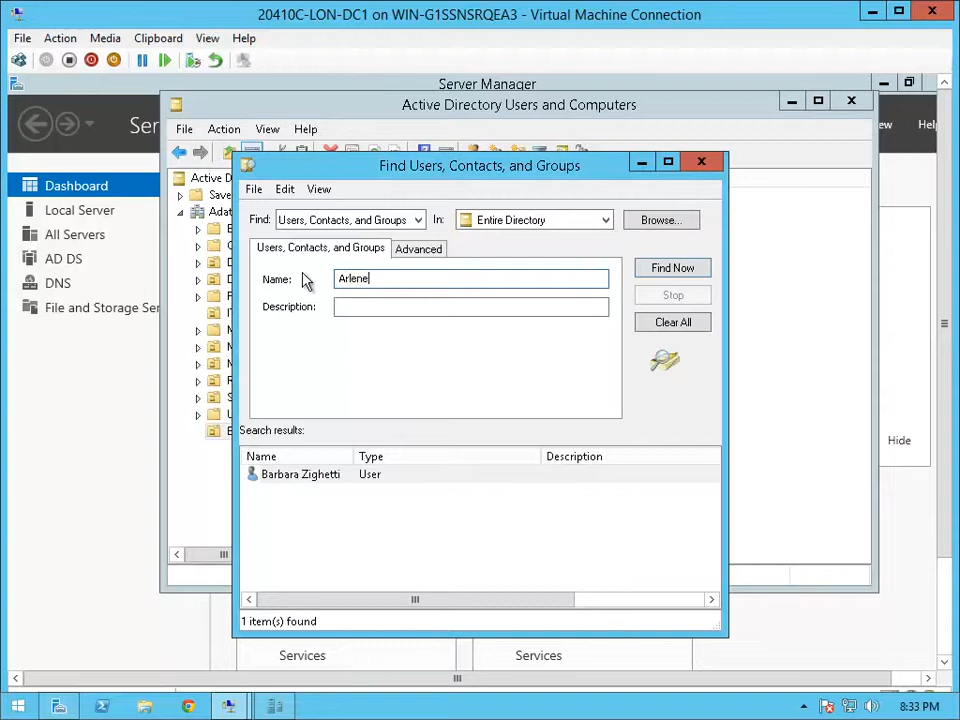 20410C-LON-DC1 on WIN-G1SSNSRQEA3 - Virtual Machine Connection
File Action Media Clipboard View Help
Server Manager
Active Directory Users and Computers
File Action View Help
Find Users, Contacts, and Groups
File Edit View
Find: Users, Contacts, and Groups In: Entire Directory Browse...
Users, Contacts, and Groups Advanced
Name: Arlene
Description:
Find Now
Stop
Clear All
Search results:
Name Type Description
Barbara Zighetti User
1 item(s) found
Dashboard
Local Server
All Servers
AD DS
DNS
File and Storage Ser
Active D
Save
Adat
Hide
Services Services
8:33 PM